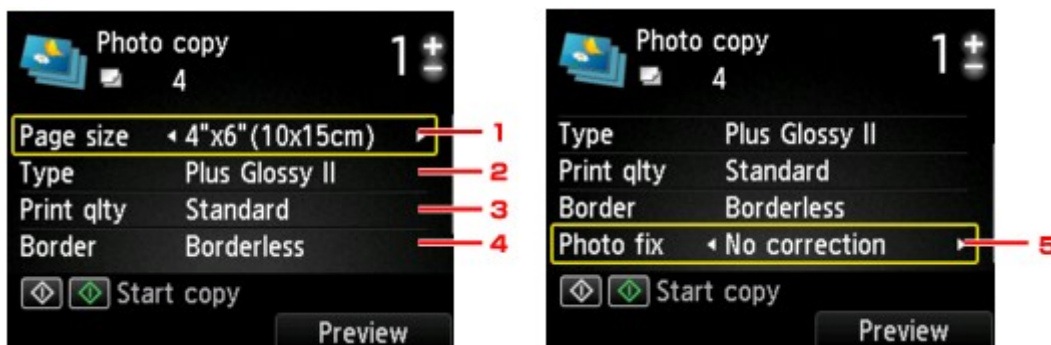 Photo copy
4
1
+
-
Page size 4"x6"(10x15cm) 1
Type Plus Glossy II 2
Print qlty Standard 3
Border Borderless 4
Start copy
Preview
Photo copy
4
1
+
-
Type Plus Glossy II
Print qlty Standard
Border Borderless
Photo fix No correction 5
Start copy
Preview